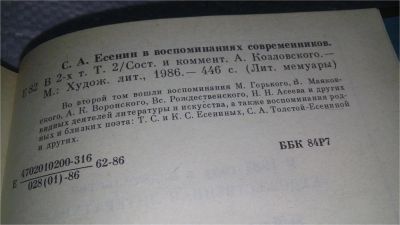 С. А. Есенин в воспоминаниях современников.
Е 82 В 2-х т. Т. 2/Сост. и коммент. А. Козловского.—
М.: Худож. лит., 1986.— 446 с. (Лит. мемуары)
Во второй том вошли воспоминания М. Горького, В. Маяков-
ского, А. К. Воронского, Вс. Рождественского, Н. Н. Асеева и других
видных деятелей литературы и искусства, а также воспоминания род-
ных и близких поэта: Т. С. и К. С. Есениных, С. А. Толстой-Есениной
и других.
Е 4702010200-316
028(01)-86 62-86
ББК 84Р7